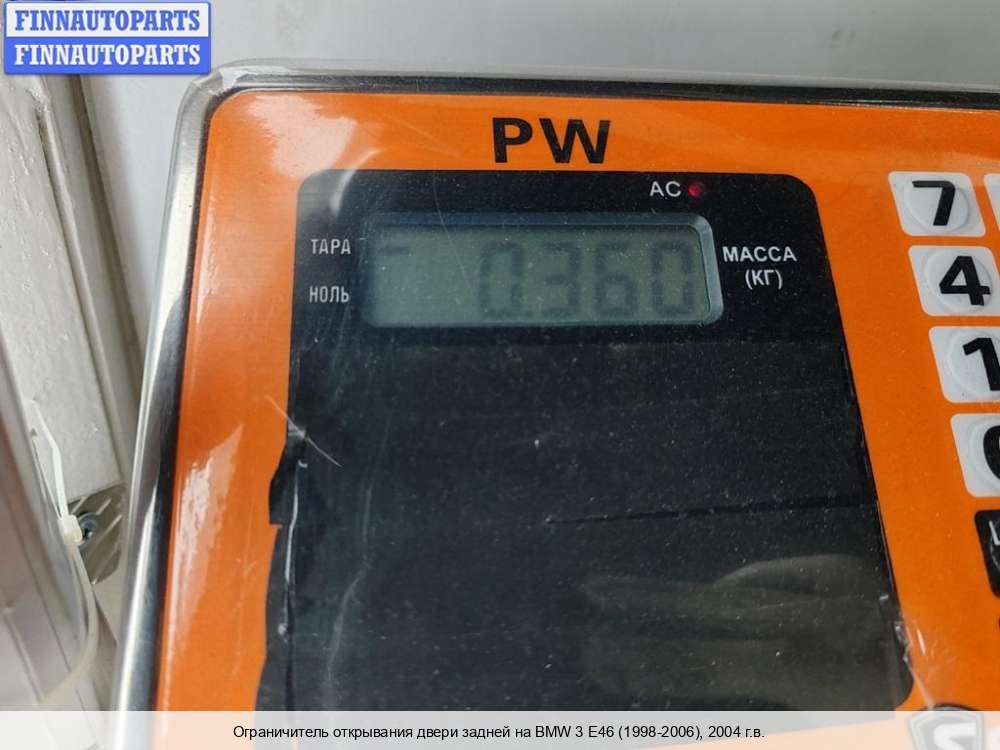 FINNAUTOPARTS
FINNAUTOPARTS
PW
AC
ТАРА
0.360
МАССА
(КГ)
НОЛЬ
7
4
1
Ограничитель открывания двери задней на BMW 3 E46 (1998-2006), 2004 г.в.